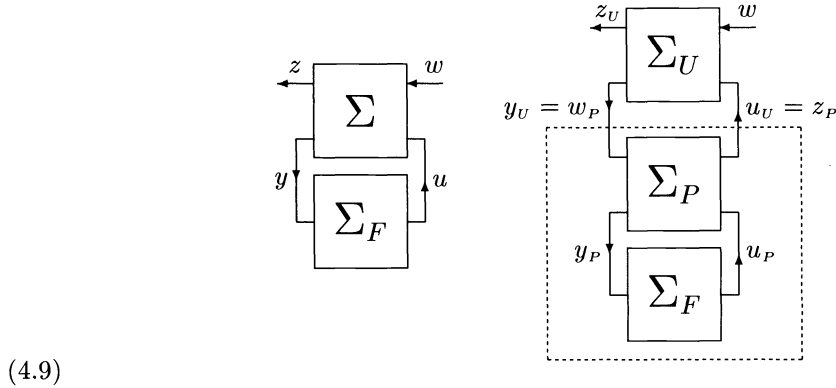 z w
Σ
y u
Σ_F
z_U w
Σ_U
y_U = w_P u_U = z_P
Σ_P
y_P u_P
Σ_F
(4.9)